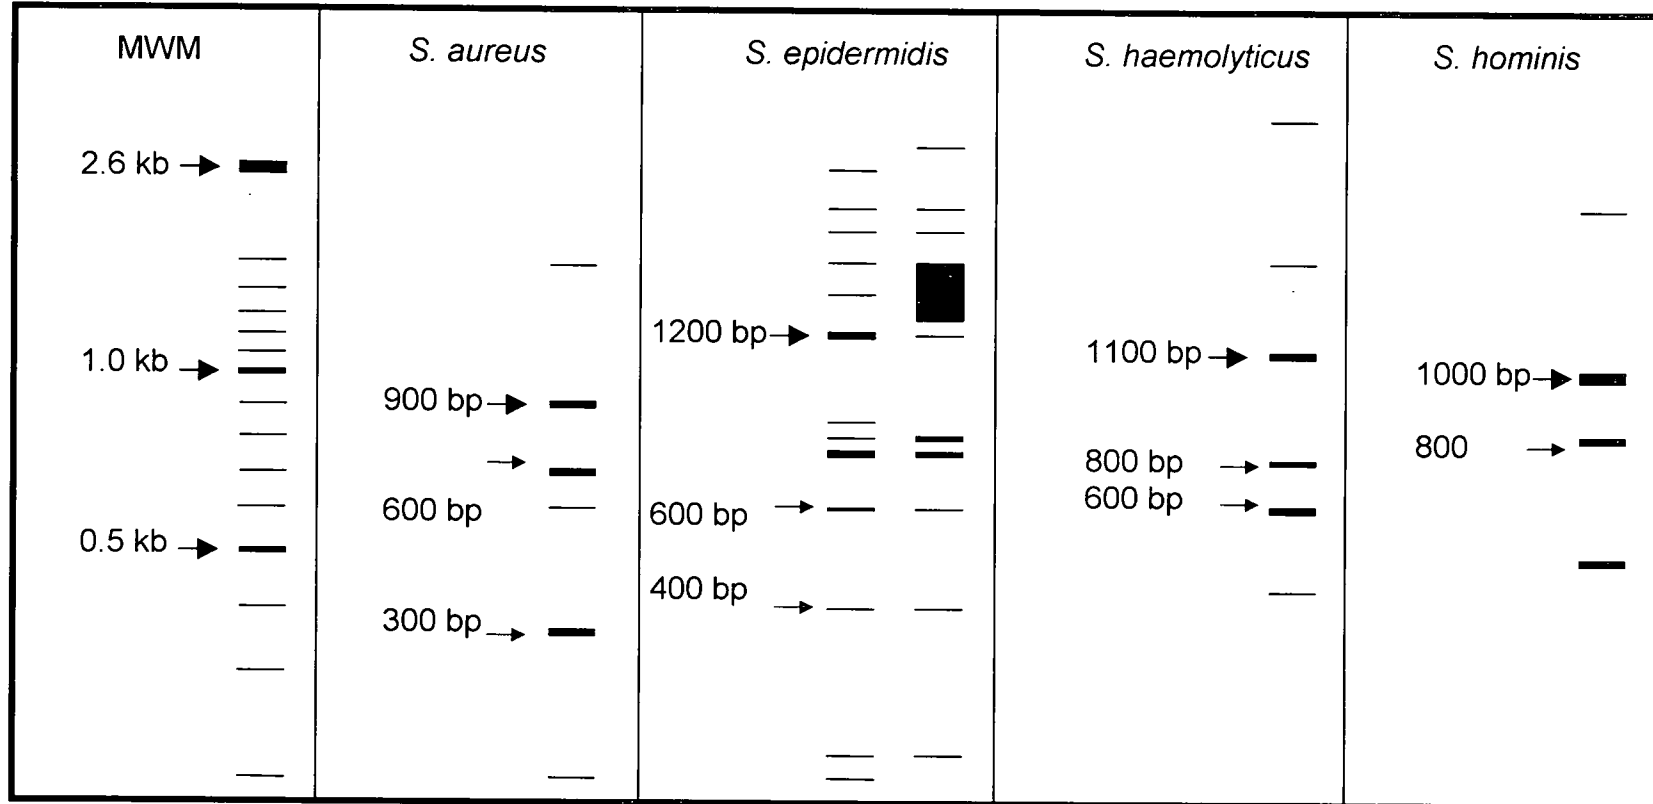 MWM
2.6 kb
1.0 kb
0.5 kb
S. aureus
900 bp
600 bp
300 bp
S. epidermidis
1200 bp
600 bp
400 bp
S. haemolyticus
1100 bp
800 bp
600 bp
S. hominis
1000 bp
800